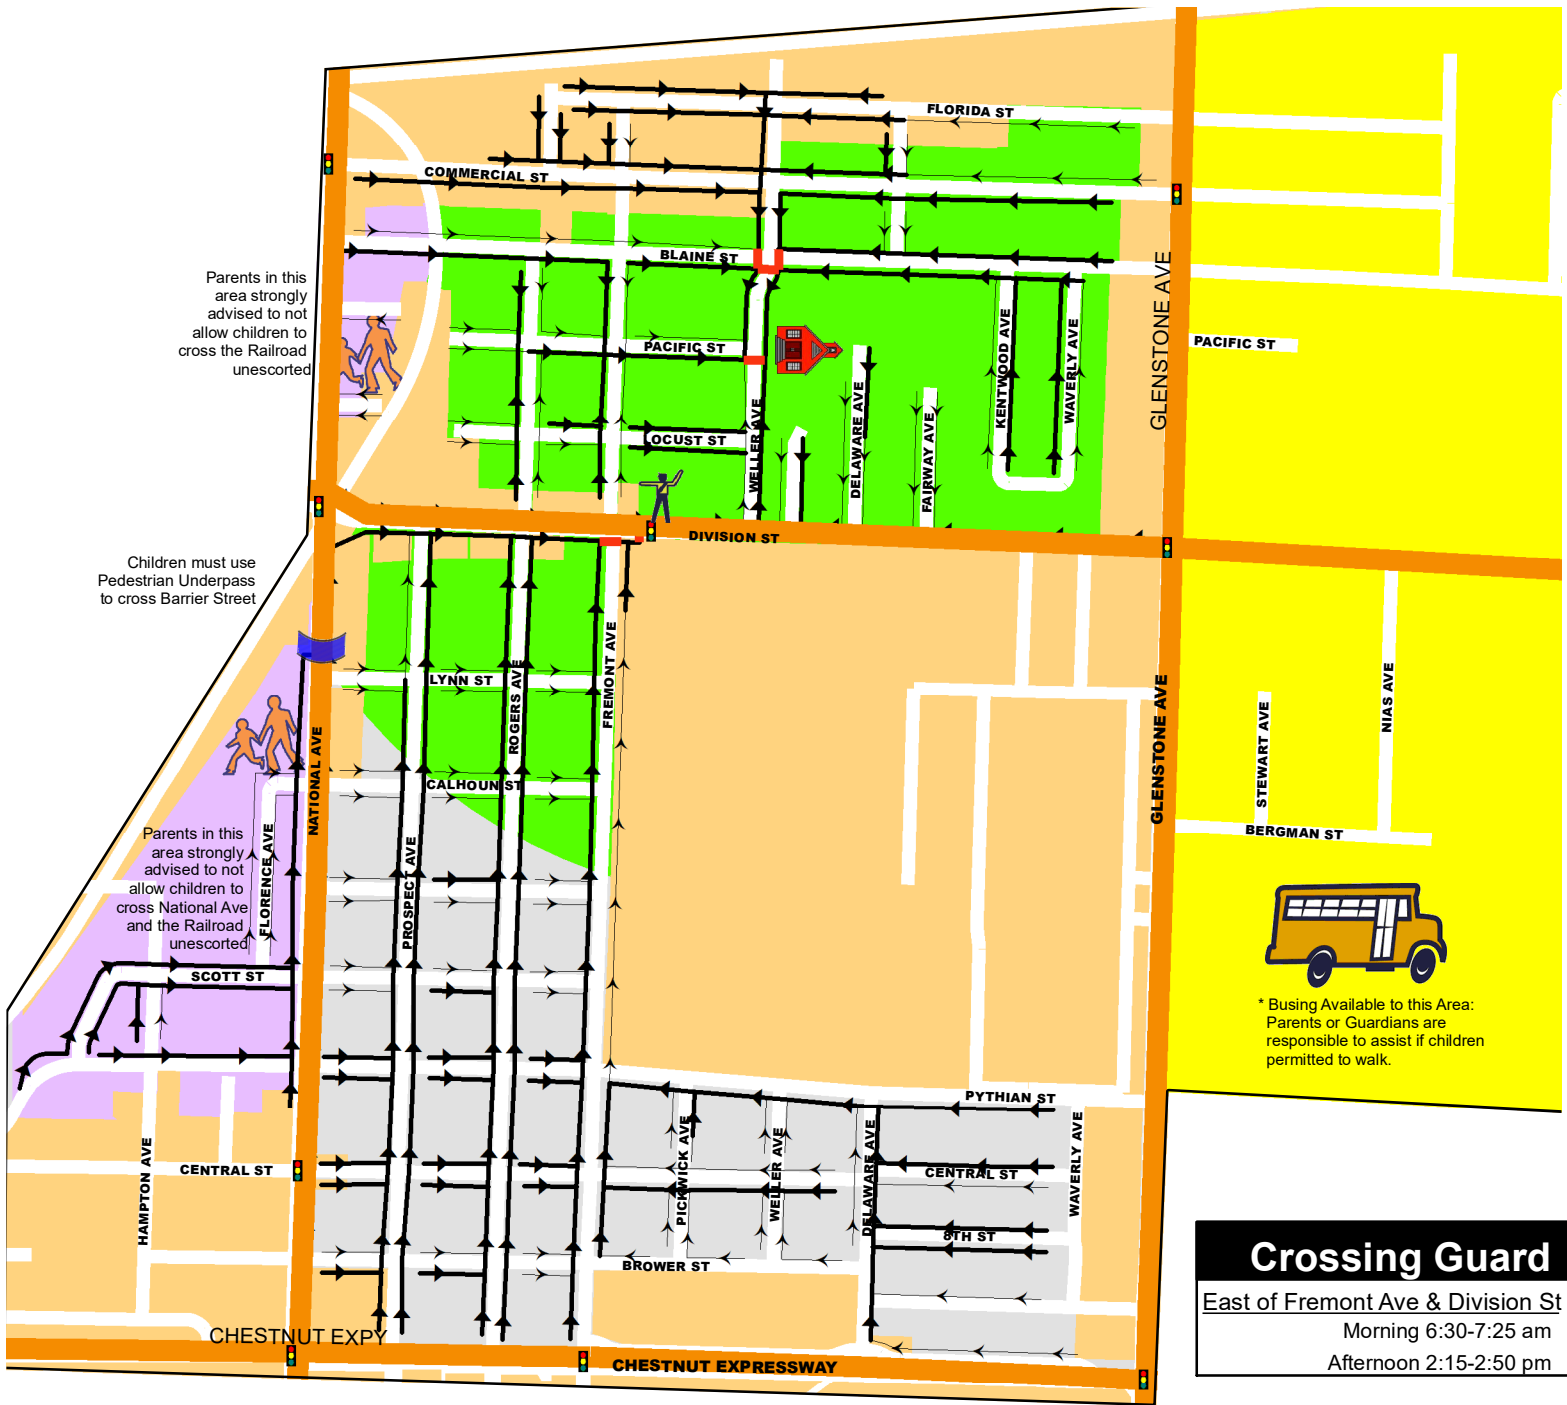 FLORIDA ST
COMMERCIAL ST
BLAINE ST
GLENSTONE AVE
Parents in this
area strongly
advised to not
allow children to
cross the Railroad
unescorted
PACIFIC ST
PACIFIC ST
KENTWOOD AVE
WAVERLY AVE
LOCUST ST
WELLER AVE
DELAWARE AVE
FAIRWAY AVE
DIVISION ST
Children must use
Pedestrian Underpass
to cross Barrier Street
LYNN ST
ROGERS AVE
FREMONT AVE
NATIONAL AVE
GLENSTONE AVE
STEWART AVE
NIAS AVE
CALHOUN ST
BERGMAN ST
Parents in this
area strongly
advised to not
allow children to
cross National Ave
and the Railroad
unescorted
FLORENCE AVE
PROSPECT AVE
SCOTT ST
* Busing Available to this Area:
Parents or Guardians are
responsible to assist if children
permitted to walk.
PYTHIAN ST
HAMPTON AVE
CENTRAL ST
PICKWICK AVE
WELLER AVE
DELAWARE AVE
CENTRAL ST
WAVERLY AVE
8TH ST
BROWER ST
CHESTNUT EXPY
CHESTNUT EXPRESSWAY
Crossing Guard
East of Fremont Ave & Division St
Morning 6:30-7:25 am
Afternoon 2:15-2:50 pm